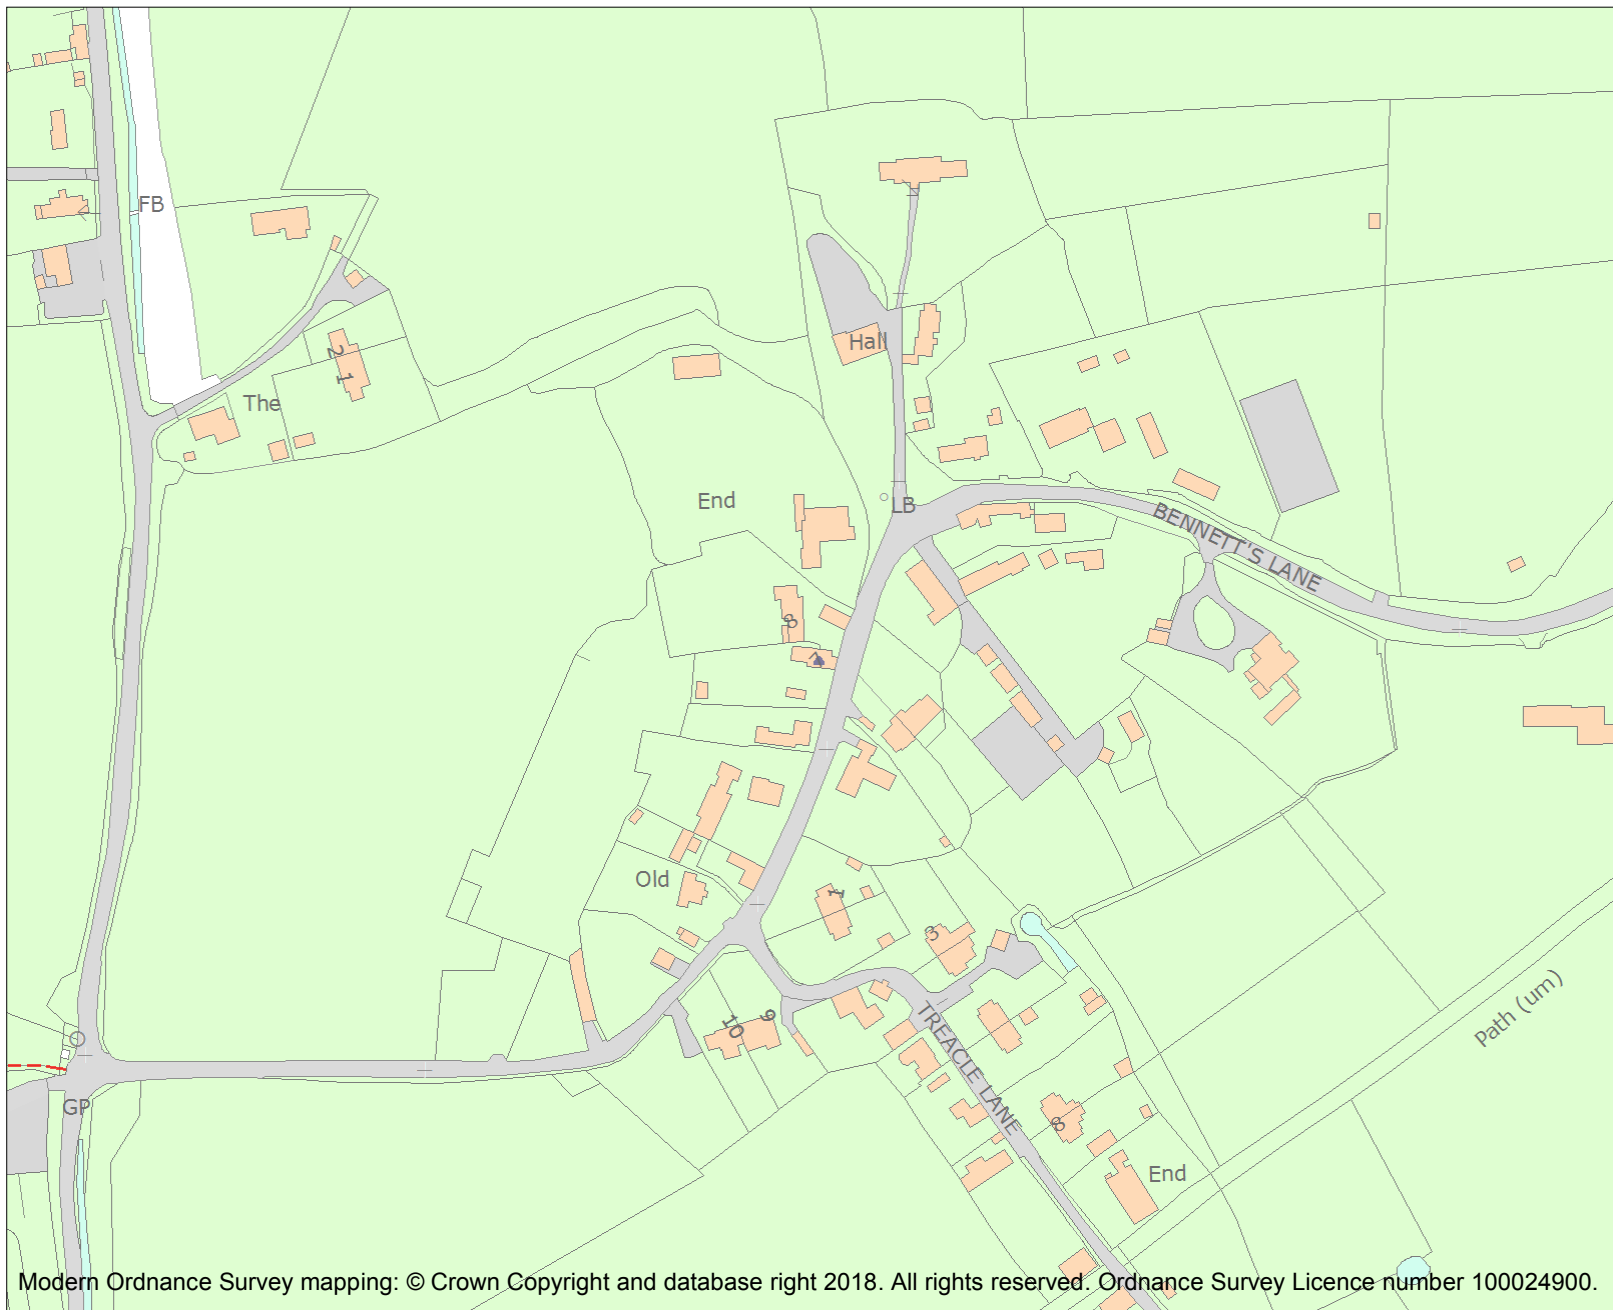 FB
Hall
2
1
The
End
LB
BENNETT'S LANE
8
7
Old
1
3
10
9
TREACLE LANE
Path (um)
GP
8
End
Modern Ordnance Survey mapping: © Crown Copyright and database right 2018. All rights reserved. Ordnance Survey Licence number 100024900.